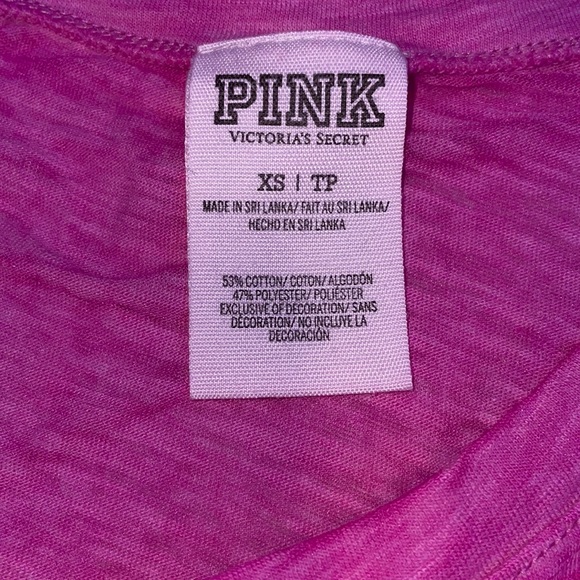 PINK
VICTORIA'S SECRET
XS | TP
MADE IN SRI LANKA/ FAIT AU SRI LANKA/
HECHO EN SRI LANKA
53% COTTON/ COTON/ ALGODÓN
47% POLYESTER/ POLIÉSTER
EXCLUSIVE OF DECORATION/ SANS
DÉCORATION/ NO INCLUYE LA
DECORACIÓN